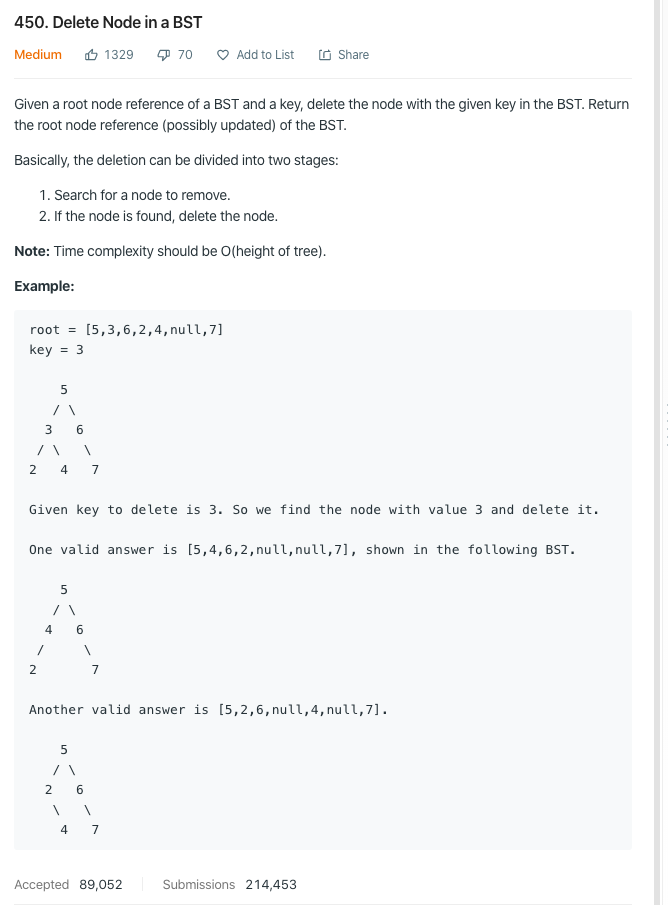 450. Delete Node in a BST
Medium 1329 70 Add to List Share
Given a root node reference of a BST and a key, delete the node with the given key in the BST. Return
the root node reference (possibly updated) of the BST.
Basically, the deletion can be divided into two stages:
1. Search for a node to remove.
2. If the node is found, delete the node.
Note: Time complexity should be O(height of tree).
Example:
root = [5,3,6,2,4,null,7]
key = 3
    5
   / \
  3   6
 / \   \
2   4   7
Given key to delete is 3. So we find the node with value 3 and delete it.
One valid answer is [5,4,6,2,null,null,7], shown in the following BST.
    5
   / \
  4   6
 /     \
2       7
Another valid answer is [5,2,6,null,4,null,7].
    5
   / \
  2   6
   \   \
    4   7
Accepted 89,052 Submissions 214,453